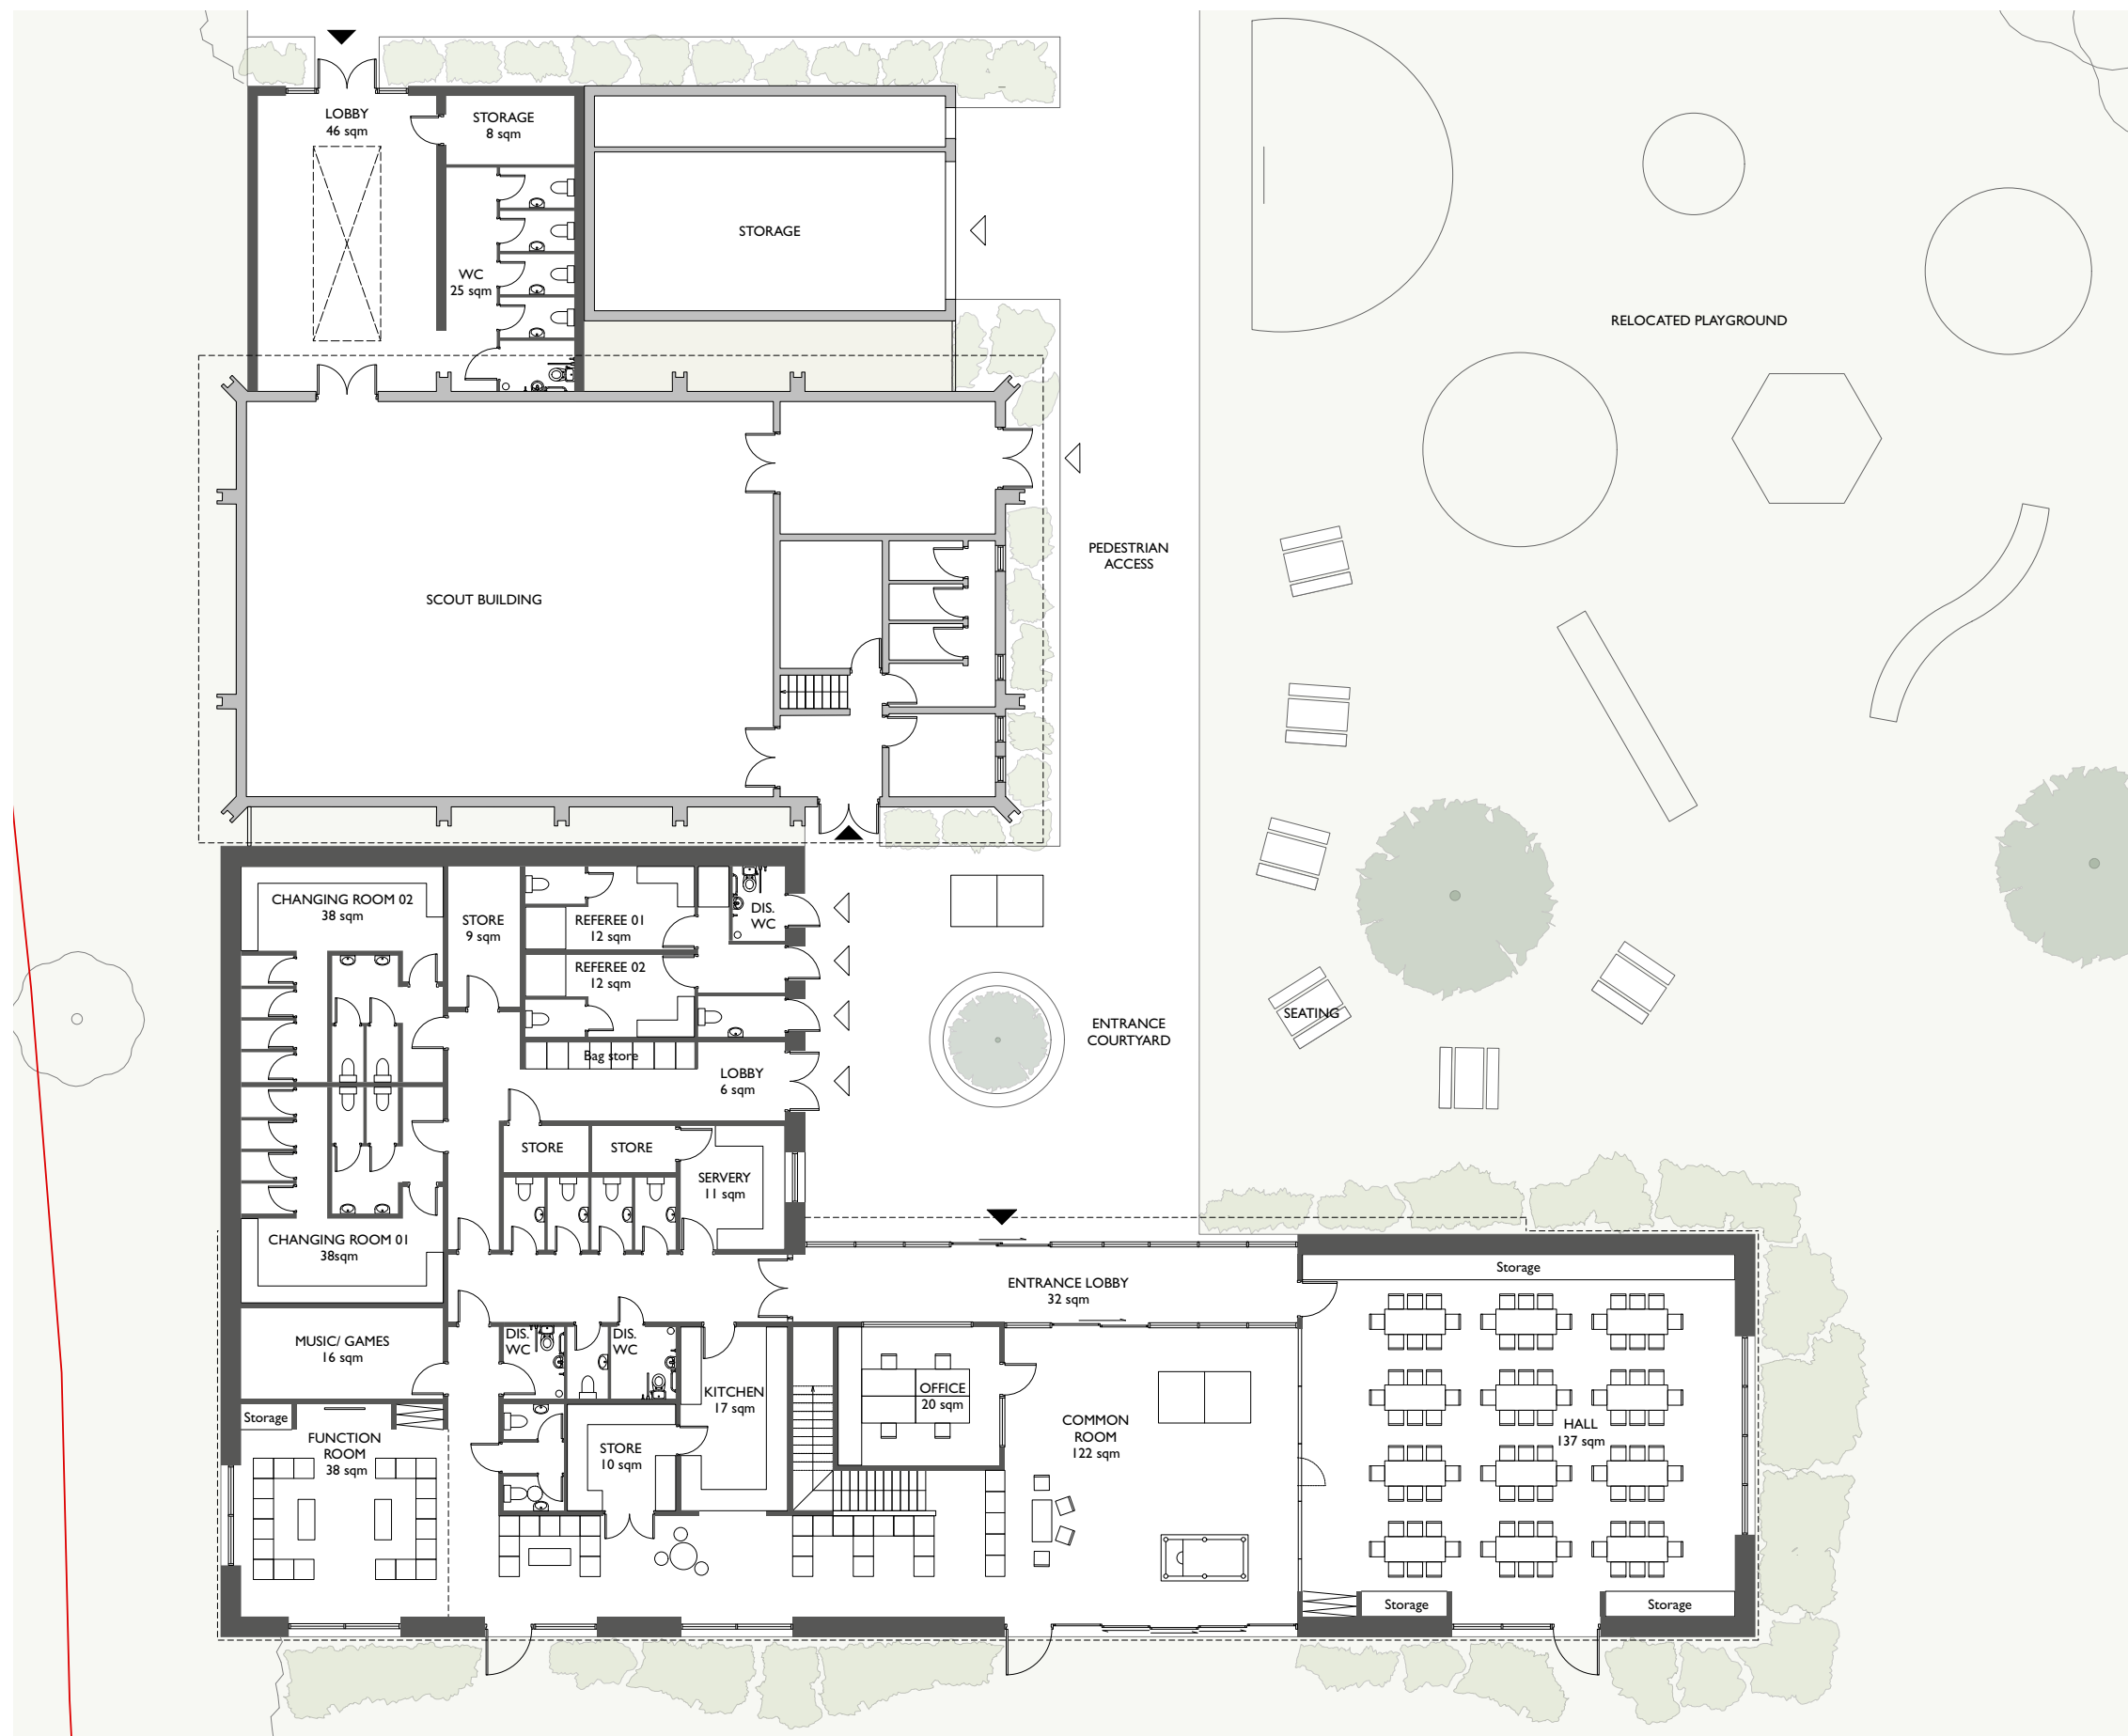 LOBBY
46 sqm
STORAGE
8 sqm
STORAGE
WC
25 sqm
RELOCATED PLAYGROUND
PEDESTRIAN
ACCESS
SCOUT BUILDING
CHANGING ROOM 02
38 sqm
STORE
9 sqm
REFEREE 01
12 sqm
DIS.
WC
REFEREE 02
12 sqm
SEATING
ENTRANCE
COURTYARD
Bag store
LOBBY
6 sqm
STORE
STORE
SERVERY
11 sqm
CHANGING ROOM 01
38sqm
ENTRANCE LOBBY
32 sqm
Storage
MUSIC/ GAMES
16 sqm
DIS.
WC
DIS.
WC
KITCHEN
17 sqm
OFFICE
20 sqm
Storage
FUNCTION
ROOM
38 sqm
STORE
10 sqm
COMMON
ROOM
122 sqm
HALL
137 sqm
Storage
Storage